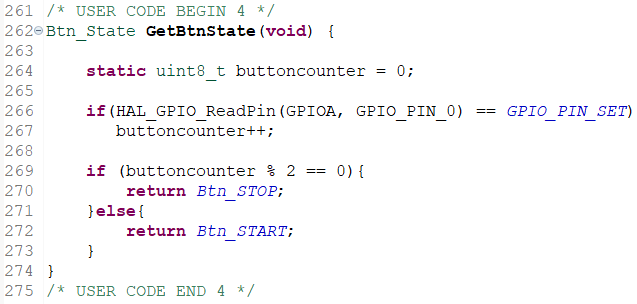 261 /* USER CODE BEGIN 4 */
262 Btn_State GetBtnState(void) {
263
264     static uint8_t buttoncounter = 0;
265
266     if(HAL_GPIO_ReadPin(GPIOA, GPIO_PIN_0) == GPIO_PIN_SET)
267        buttoncounter++;
268
269     if (buttoncounter % 2 == 0){
270         return Btn_STOP;
271     }else{
272         return Btn_START;
273     }
274 }
275 /* USER CODE END 4 */